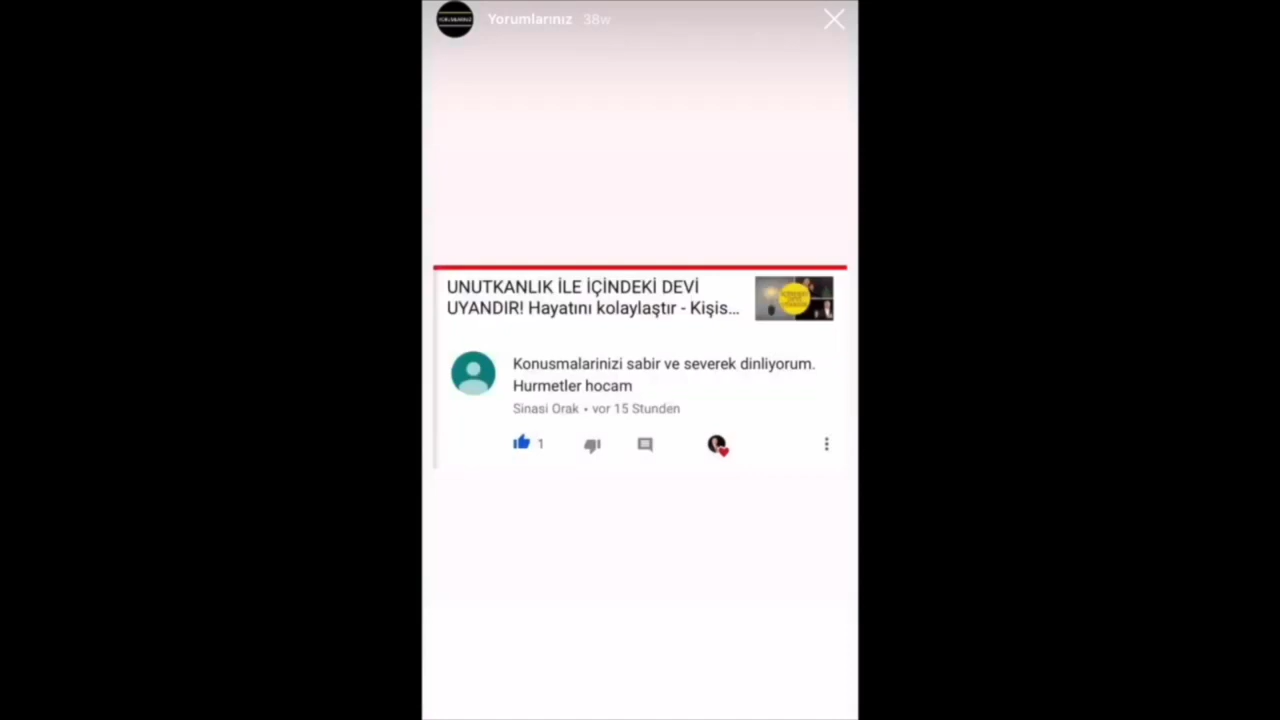 Yorumlarınız 38w
UNUTKANLIK İLE İÇİNDEKİ DEVİ
UYANDIR! Hayatını kolaylaştır - Kişis...
Konusmalarinizi sabir ve severek dinliyorum.
Hurmetler hocam
Sinasi Orak • vor 15 Stunden
1